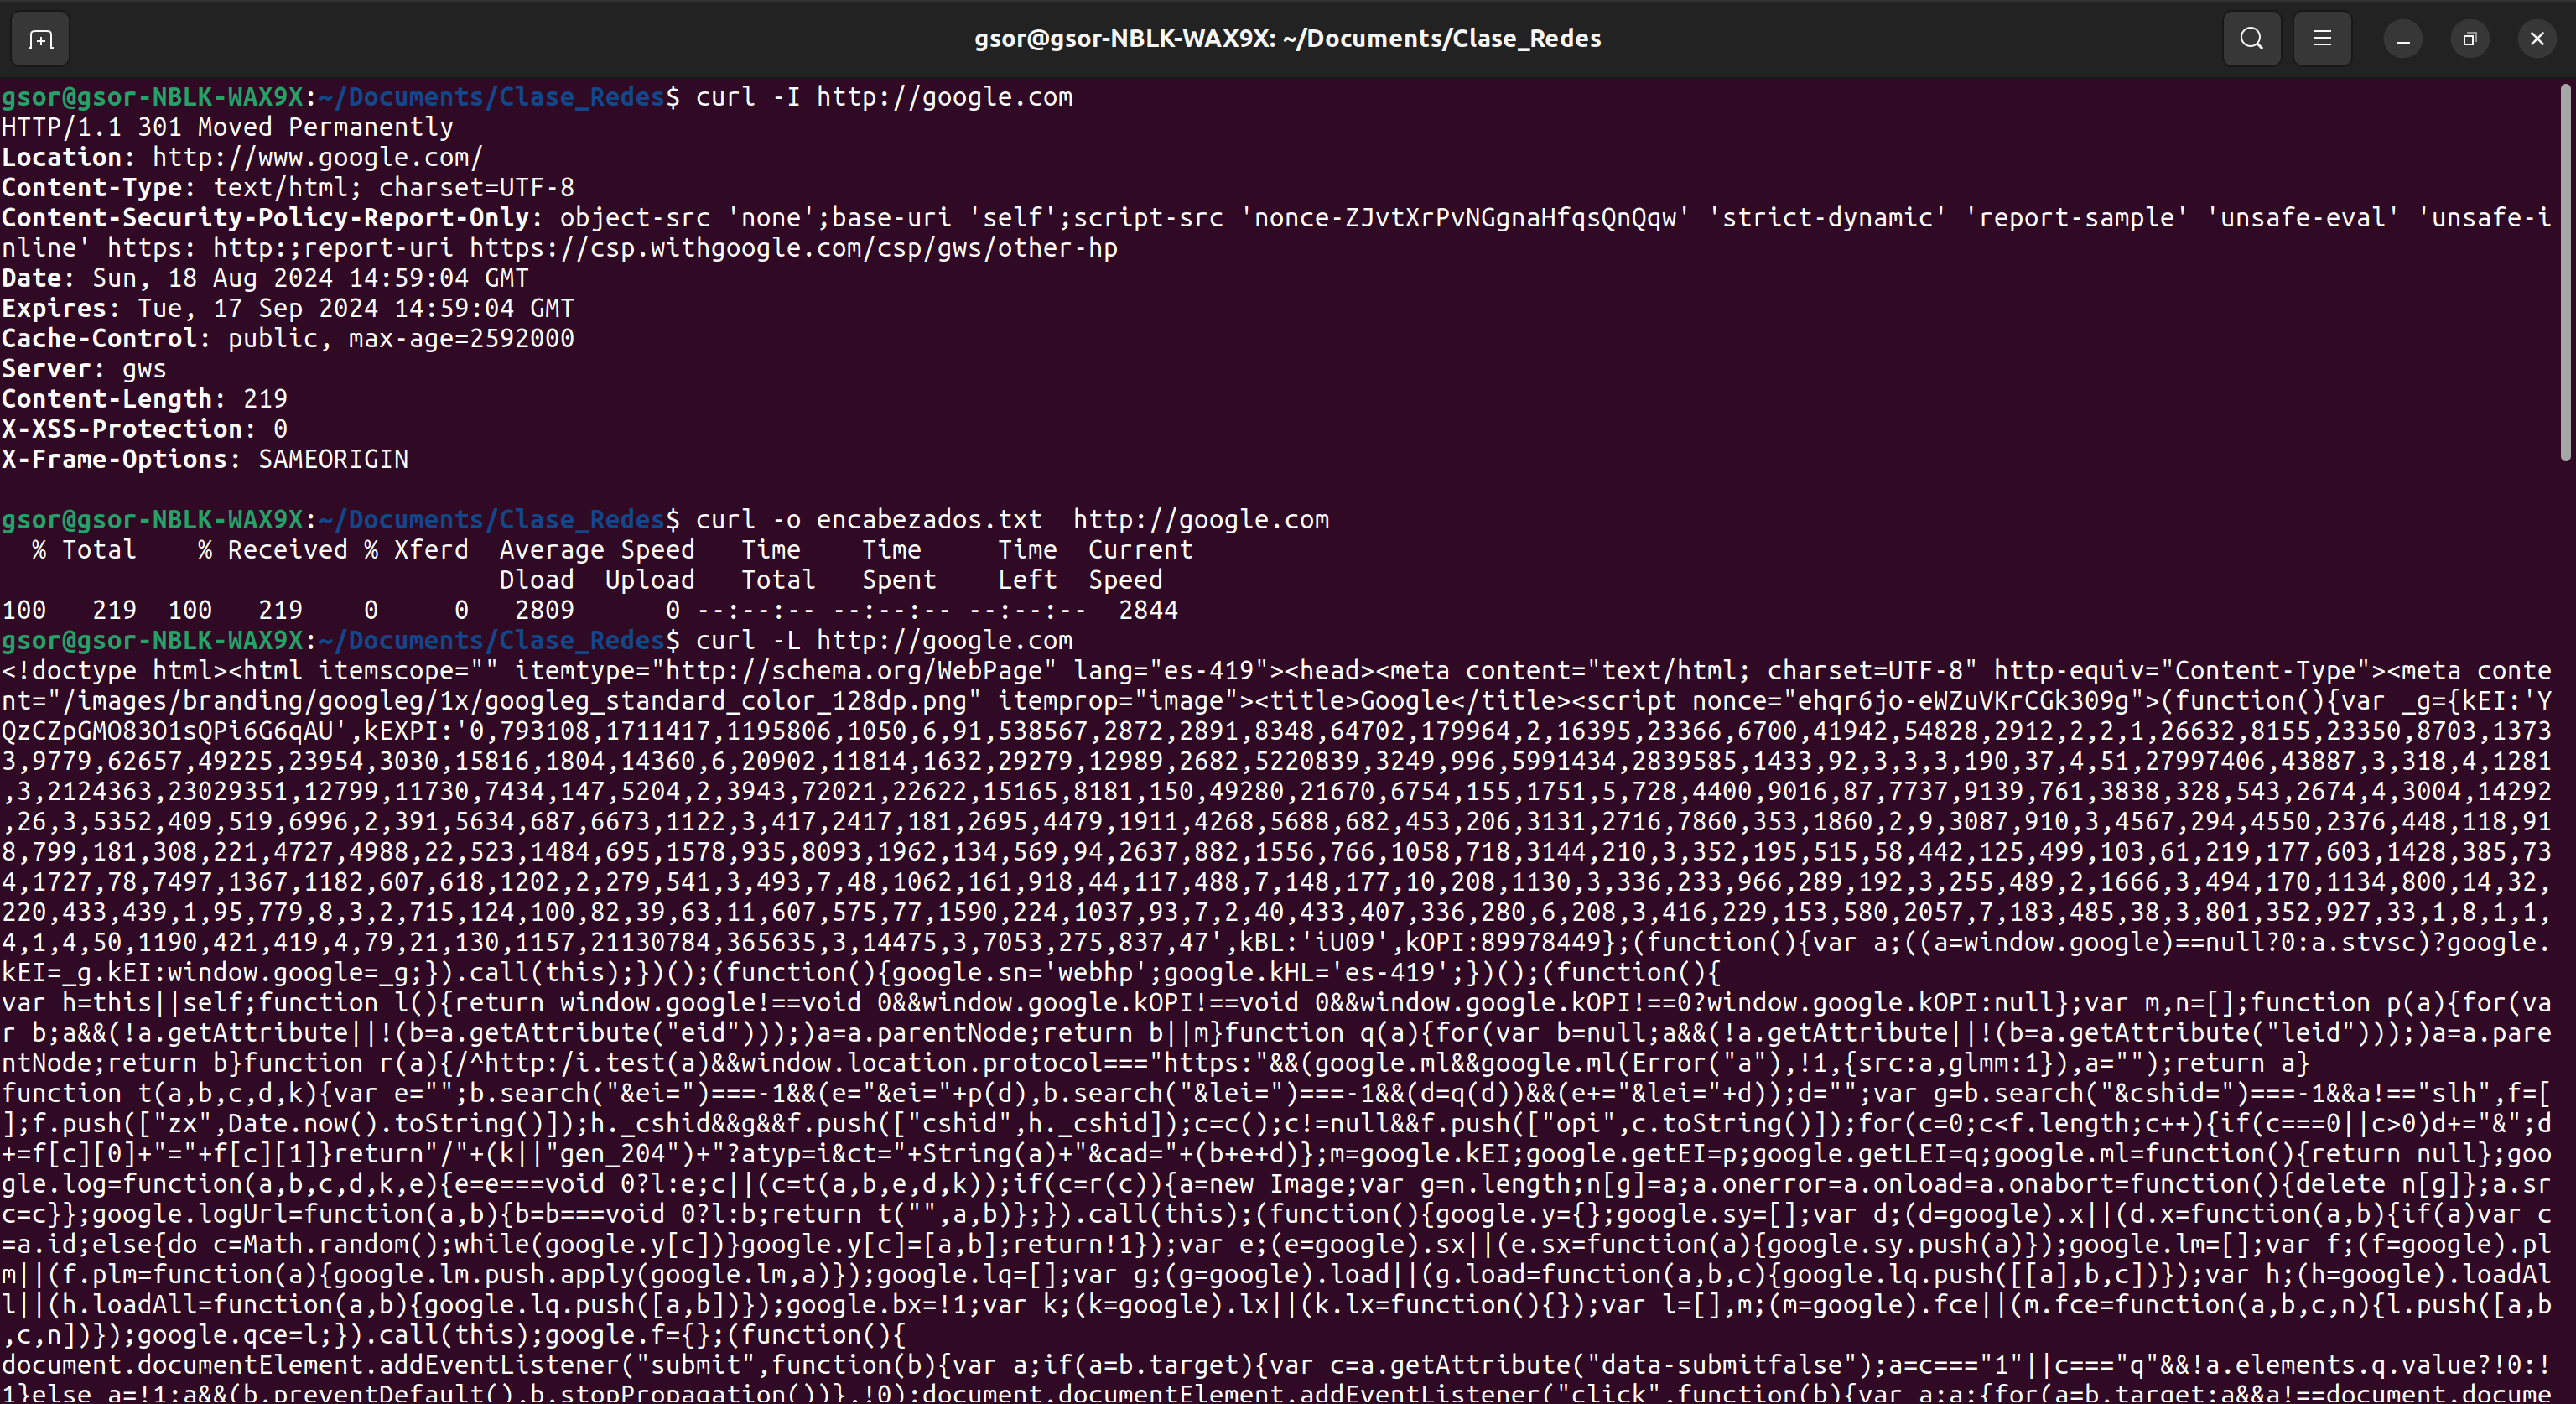 gsor@gsor-NBLK-WAX9X: ~/Documents/Clase_Redes
gsor@gsor-NBLK-WAX9X:~/Documents/Clase_Redes$ curl -I http://google.com
HTTP/1.1 301 Moved Permanently
Location: http://www.google.com/
Content-Type: text/html; charset=UTF-8
Content-Security-Policy-Report-Only: object-src 'none';base-uri 'self';script-src 'nonce-ZJvtXrPvNGgnaHfqsQnQqw' 'strict-dynamic' 'report-sample' 'unsafe-eval' 'unsafe-i
nline' https: http:;report-uri https://csp.withgoogle.com/csp/gws/other-hp
Date: Sun, 18 Aug 2024 14:59:04 GMT
Expires: Tue, 17 Sep 2024 14:59:04 GMT
Cache-Control: public, max-age=2592000
Server: gws
Content-Length: 219
X-XSS-Protection: 0
X-Frame-Options: SAMEORIGIN
gsor@gsor-NBLK-WAX9X:~/Documents/Clase_Redes$ curl -o encabezados.txt  http://google.com
  % Total    % Received % Xferd  Average Speed   Time    Time     Time  Current
                                 Dload  Upload   Total   Spent    Left  Speed
100   219  100   219    0     0   2809      0 --:--:-- --:--:-- --:--:--  2844
gsor@gsor-NBLK-WAX9X:~/Documents/Clase_Redes$ curl -L http://google.com
<!doctype html><html itemscope="" itemtype="http://schema.org/WebPage" lang="es-419"><head><meta content="text/html; charset=UTF-8" http-equiv="Content-Type"><meta conte
nt="/images/branding/googleg/1x/googleg_standard_color_128dp.png" itemprop="image"><title>Google</title><script nonce="ehqr6jo-eWZuVKrCGk309g">(function(){var _g={kEI:'Y
QzCZpGMO83O1sQPi6G6qAU',kEXPI:'0,793108,1711417,1195806,1050,6,91,538567,2872,2891,8348,64702,179964,2,16395,23366,6700,41942,54828,2912,2,2,1,26632,8155,23350,8703,1373
3,9779,62657,49225,23954,3030,15816,1804,14360,6,20902,11814,1632,29279,12989,2682,5220839,3249,996,5991434,2839585,1433,92,3,3,3,190,37,4,51,27997406,43887,3,318,4,1281
,3,2124363,23029351,12799,11730,7434,147,5204,2,3943,72021,22622,15165,8181,150,49280,21670,6754,155,1751,5,728,4400,9016,87,7737,9139,761,3838,328,543,2674,4,3004,14292
,26,3,5352,409,519,6996,2,391,5634,687,6673,1122,3,417,2417,181,2695,4479,1911,4268,5688,682,453,206,3131,2716,7860,353,1860,2,9,3087,910,3,4567,294,4550,2376,448,118,91
8,799,181,308,221,4727,4988,22,523,1484,695,1578,935,8093,1962,134,569,94,2637,882,1556,766,1058,718,3144,210,3,352,195,515,58,442,125,499,103,61,219,177,603,1428,385,73
4,1727,78,7497,1367,1182,607,618,1202,2,279,541,3,493,7,48,1062,161,918,44,117,488,7,148,177,10,208,1130,3,336,233,966,289,192,3,255,489,2,1666,3,494,170,1134,800,14,32,
220,433,439,1,95,779,8,3,2,715,124,100,82,39,63,11,607,575,77,1590,224,1037,93,7,2,40,433,407,336,280,6,208,3,416,229,153,580,2057,7,183,485,38,3,801,352,927,33,1,8,1,1,
4,1,4,50,1190,421,419,4,79,21,130,1157,21130784,365635,3,14475,3,7053,275,837,47',kBL:'iU09',kOPI:89978449};(function(){var a;((a=window.google)==null?0:a.stvsc)?google.
kEI=_g.kEI:window.google=_g;}).call(this);})();(function(){google.sn='webhp';google.kHL='es-419';})();(function(){
var h=this||self;function l(){return window.google!==void 0&&window.google.kOPI!==void 0&&window.google.kOPI!==0?window.google.kOPI:null};var m,n=[];function p(a){for(va
r b;a&&(!a.getAttribute||!(b=a.getAttribute("eid")));)a=a.parentNode;return b||m}function q(a){for(var b=null;a&&(!a.getAttribute||!(b=a.getAttribute("leid")));)a=a.pare
ntNode;return b}function r(a){/^http:/i.test(a)&&window.location.protocol==="https:"&&(google.ml&&google.ml(Error("a"),!1,{src:a,glmm:1}),a="");return a}
function t(a,b,c,d,k){var e="";b.search("&ei=")===-1&&(e="&ei="+p(d),b.search("&lei=")===-1&&(d=q(d))&&(e+="&lei="+d));d="";var g=b.search("&cshid=")===-1&&a!=="slh",f=[
];f.push(["zx",Date.now().toString()]);h._cshid&&g&&f.push(["cshid",h._cshid]);c=c();c!=null&&f.push(["opi",c.toString()]);for(c=0;c<f.length;c++){if(c===0||c>0)d+="&";d
+=f[c][0]+"="+f[c][1]}return"/"+(k||"gen_204")+"?atyp=i&ct="+String(a)+"&cad="+(b+e+d)};m=google.kEI;google.getEI=p;google.getLEI=q;google.ml=function(){return null};goo
gle.log=function(a,b,c,d,k,e){e=e===void 0?l:e;c||(c=t(a,b,e,d,k));if(c=r(c)){a=new Image;var g=n.length;n[g]=a;a.onerror=a.onload=a.onabort=function(){delete n[g]};a.sr
c=c}};google.logUrl=function(a,b){b=b===void 0?l:b;return t("",a,b)};}).call(this);(function(){google.y={};google.sy=[];var d;(d=google).x||(d.x=function(a,b){if(a)var c
=a.id;else{do c=Math.random();while(google.y[c])}google.y[c]=[a,b];return!1});var e;(e=google).sx||(e.sx=function(a){google.sy.push(a)});google.lm=[];var f;(f=google).pl
m||(f.plm=function(a){google.lm.push.apply(google.lm,a)});google.lq=[];var g;(g=google).load||(g.load=function(a,b,c){google.lq.push([[a],b,c])});var h;(h=google).loadAl
l||(h.loadAll=function(a,b){google.lq.push([a,b])});google.bx=!1;var k;(k=google).lx||(k.lx=function(){});var l=[],m;(m=google).fce||(m.fce=function(a,b,c,n){l.push([a,b
,c,n])});google.qce=l;}).call(this);google.f={};(function(){
document.documentElement.addEventListener("submit",function(b){var a;if(a=b.target){var c=a.getAttribute("data-submitfalse");a=c==="1"||c==="q"&&!a.elements.q.value?!0:!
1}else a=!1;a&&(b.preventDefault(),b.stopPropagation())},!0);document.documentElement.addEventListener("click",function(b){var a;a:{for(a=b.target;a&&a!==document.docume